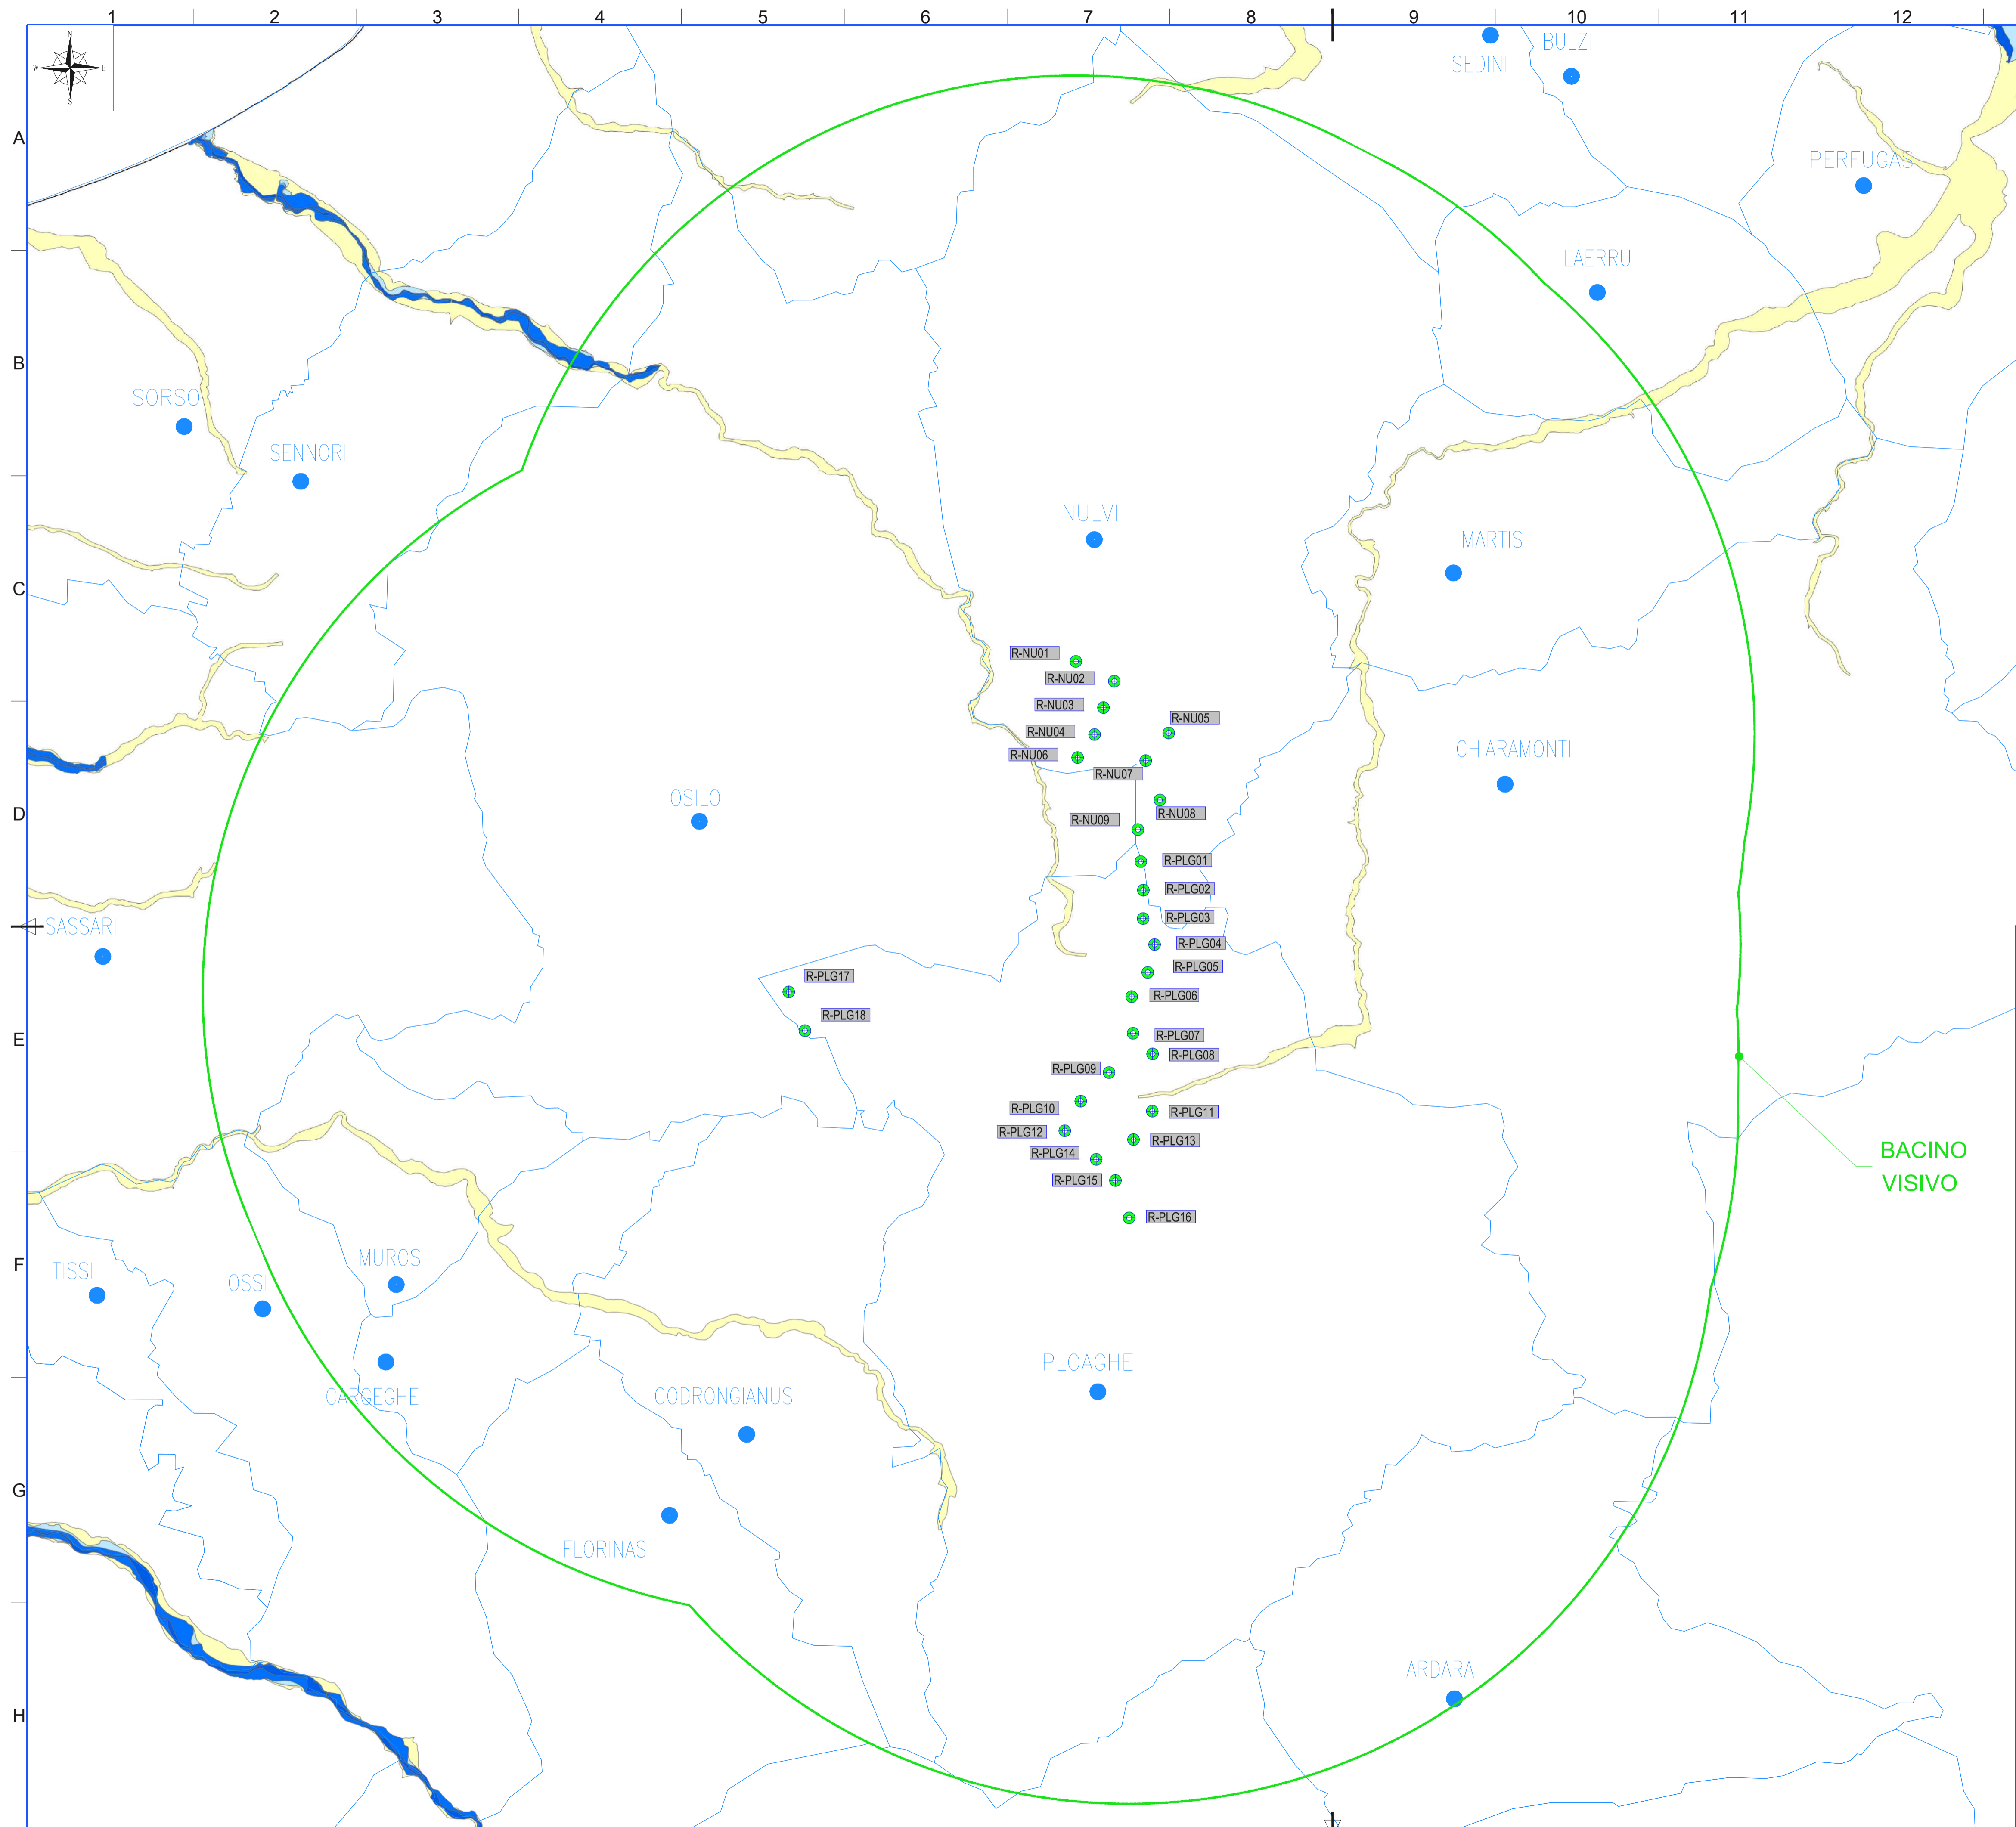 1 2 3 4 5 6 7 8 9 10 11 12
N
W E
S
A
B
C
D
E
F
G
H
SEDINI
BULZI
PERFUGAS
LAERRU
SORSO
SENNORI
NULVI
MARTIS
R-NU01
R-NU02
R-NU03
R-NU04
R-NU05
R-NU06
R-NU07
CHIARAMONTI
OSILO
R-NU08
R-NU09
R-PLG01
R-PLG02
R-PLG03
SASSARI
R-PLG04
R-PLG05
R-PLG17
R-PLG06
R-PLG18
R-PLG07
R-PLG08
R-PLG09
R-PLG10
R-PLG11
R-PLG12
R-PLG13
R-PLG14
BACINO
VISIVO
R-PLG15
R-PLG16
MUROS
TISSI
OSSI
PLOAGHE
CARGEGHE
CODRONGIANUS
FLORINAS
ARDARA